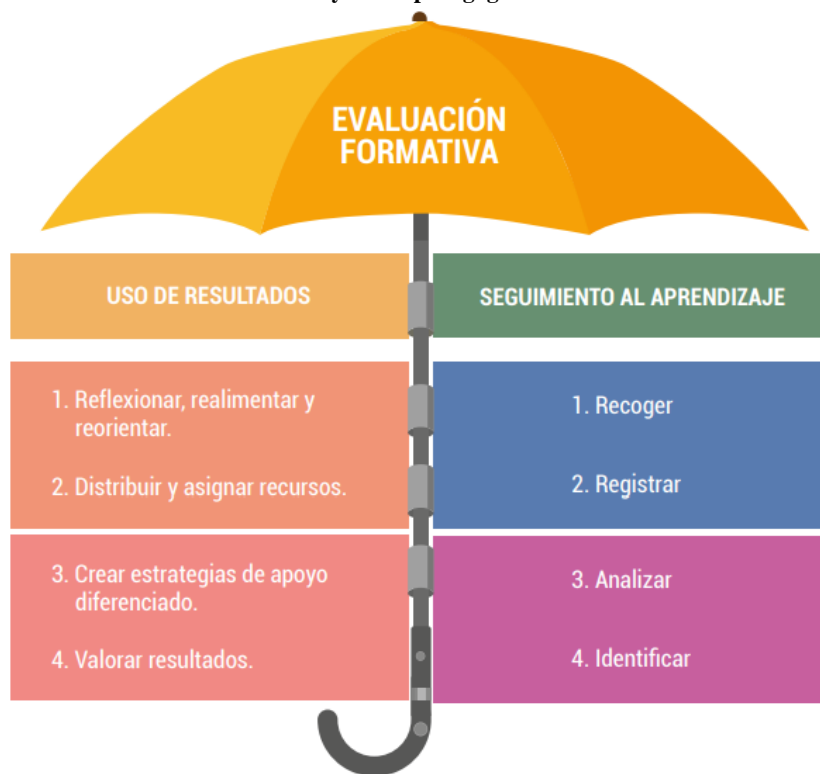 EVALUACIÓN
FORMATIVA
USO DE RESULTADOS
1. Reflexionar, realimentar y
reorientar.
2. Distribuir y asignar recursos.
3. Crear estrategias de apoyo
diferenciado.
4. Valorar resultados.
SEGUIMIENTO AL APRENDIZAJE
1. Recoger
2. Registrar
3. Analizar
4. Identificar